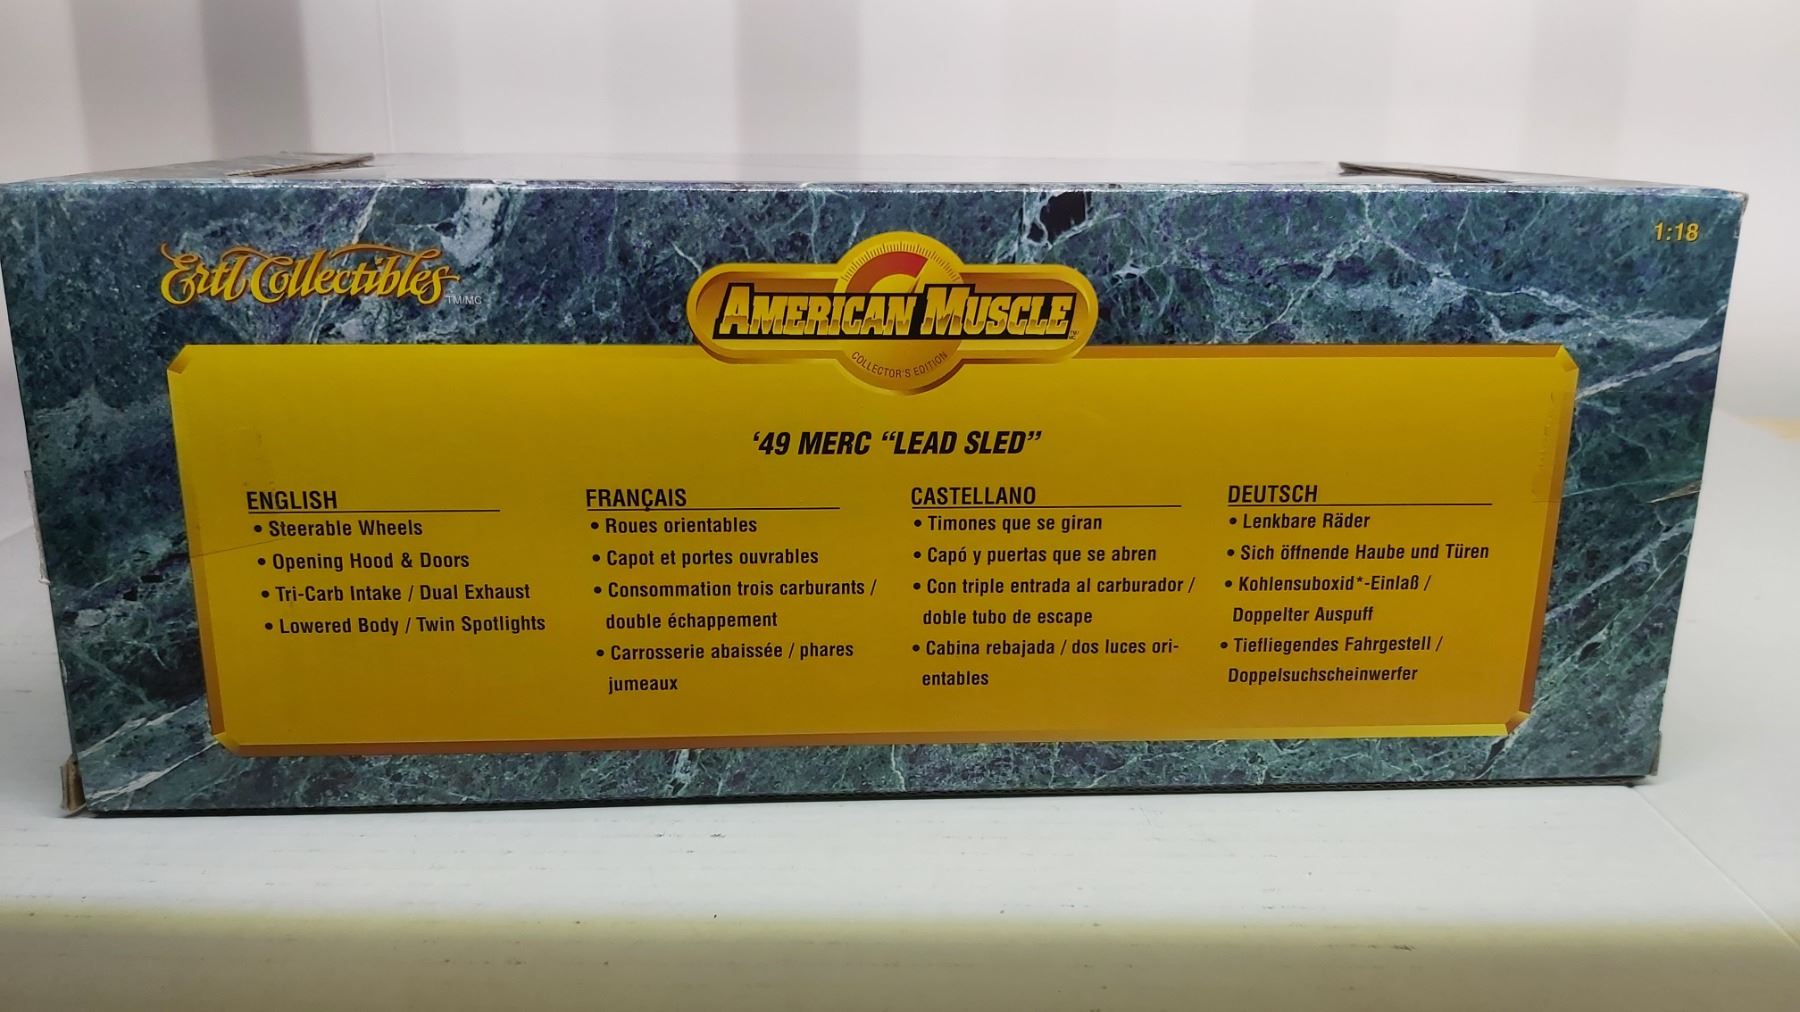 Ertl Collectibles TM/MC
1:18
AMERICAN MUSCLE
COLLECTOR'S EDITION
‘49 MERC “LEAD SLED”
ENGLISH
• Steerable Wheels
• Opening Hood & Doors
• Tri-Carb Intake / Dual Exhaust
• Lowered Body / Twin Spotlights
FRANÇAIS
• Roues orientables
• Capot et portes ouvrables
• Consommation trois carburants /
double échappement
• Carrosserie abaissée / phares
jumeaux
CASTELLANO
• Timones que se giran
• Capó y puertas que se abren
• Con triple entrada al carburador /
doble tubo de escape
• Cabina rebajada / dos luces ori-
entables
DEUTSCH
• Lenkbare Räder
• Sich öffnende Haube und Türen
• Kohlensuboxid*-Einlaß /
Doppelter Auspuff
• Tiefliegendes Fahrgestell /
Doppelsuchscheinwerfer